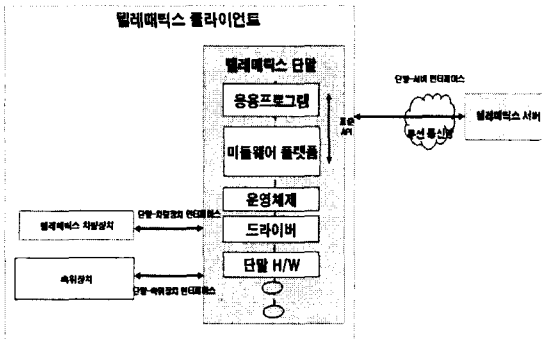 텔레매틱스 클라이언트
텔레매틱스 단말
응용프로그램
표준
API
미들웨어 플랫폼
운영체제
드라이버
단말 H/W
단말-서버 인터페이스
무선 통신망
텔레매틱스 서버
텔레매틱스 차량장치
단말-차량장치 인터페이스
측위장치
단말-측위장치 인터페이스